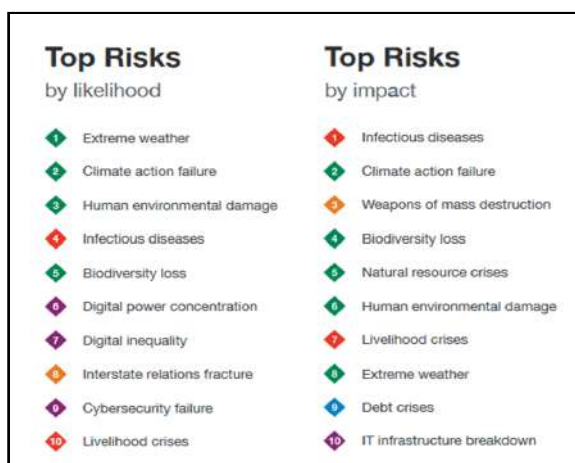 Top Risks
by likelihood
1 Extreme weather
2 Climate action failure
3 Human environmental damage
4 Infectious diseases
5 Biodiversity loss
6 Digital power concentration
7 Digital inequality
8 Interstate relations fracture
9 Cybersecurity failure
10 Livelihood crises
Top Risks
by impact
1 Infectious diseases
2 Climate action failure
3 Weapons of mass destruction
4 Biodiversity loss
5 Natural resource crises
6 Human environmental damage
7 Livelihood crises
8 Extreme weather
9 Debt crises
10 IT infrastructure breakdown